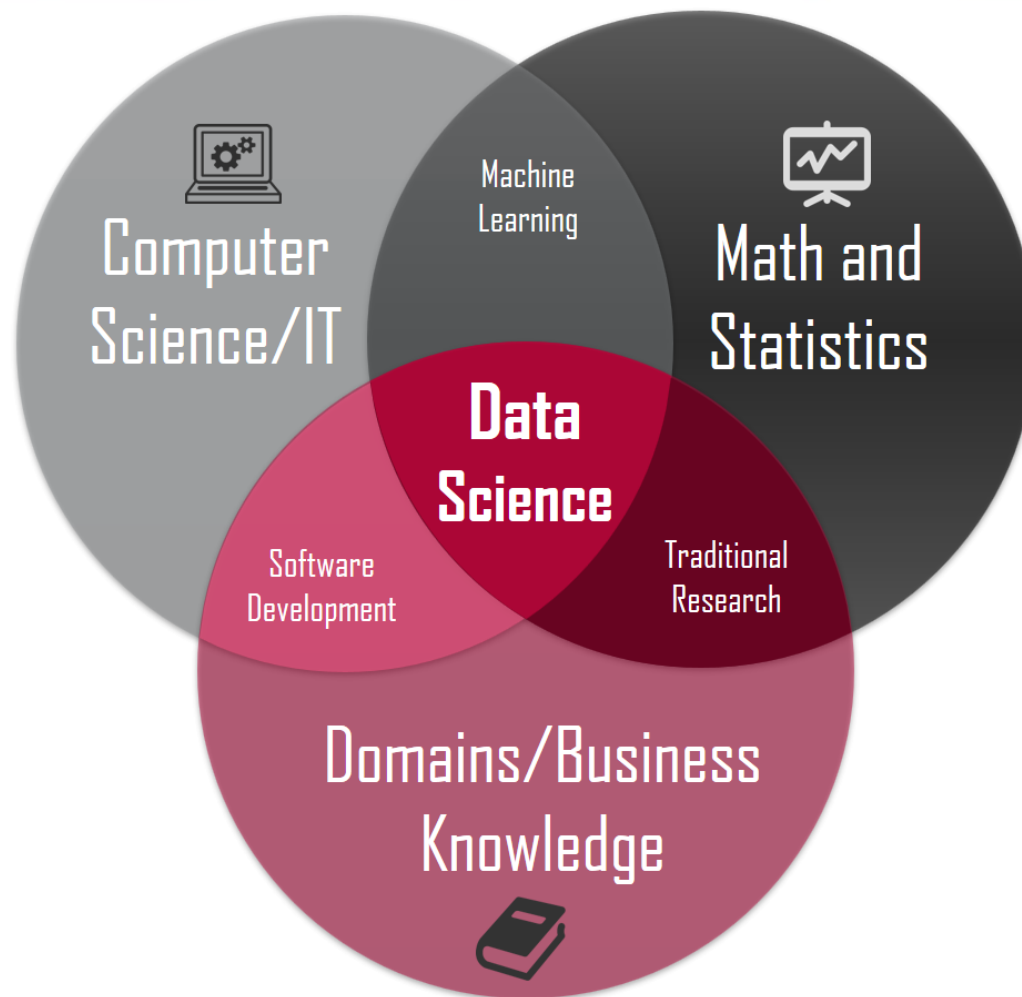 Machine
Learning
Computer
Science/IT
Math and
Statistics
Data
Science
Software
Development
Traditional
Research
Domains/Business
Knowledge